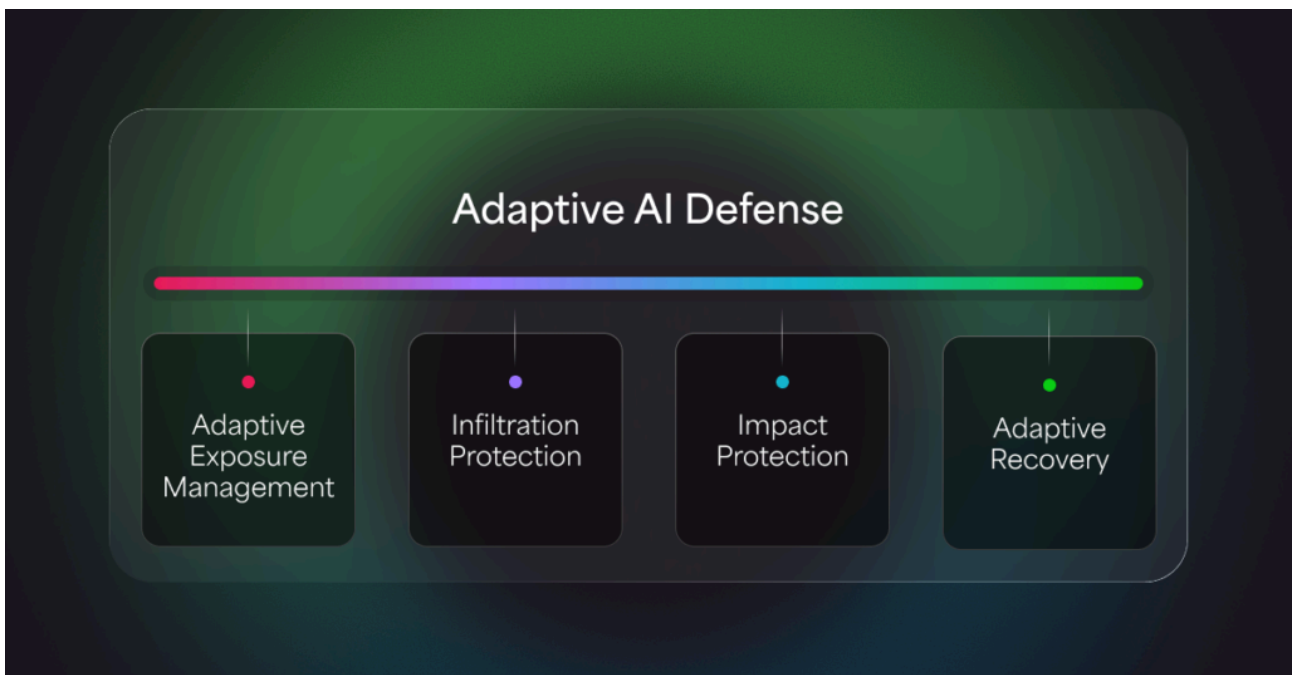 Adaptive AI Defense
Adaptive
Exposure
Management
Infiltration
Protection
Impact
Protection
Adaptive
Recovery